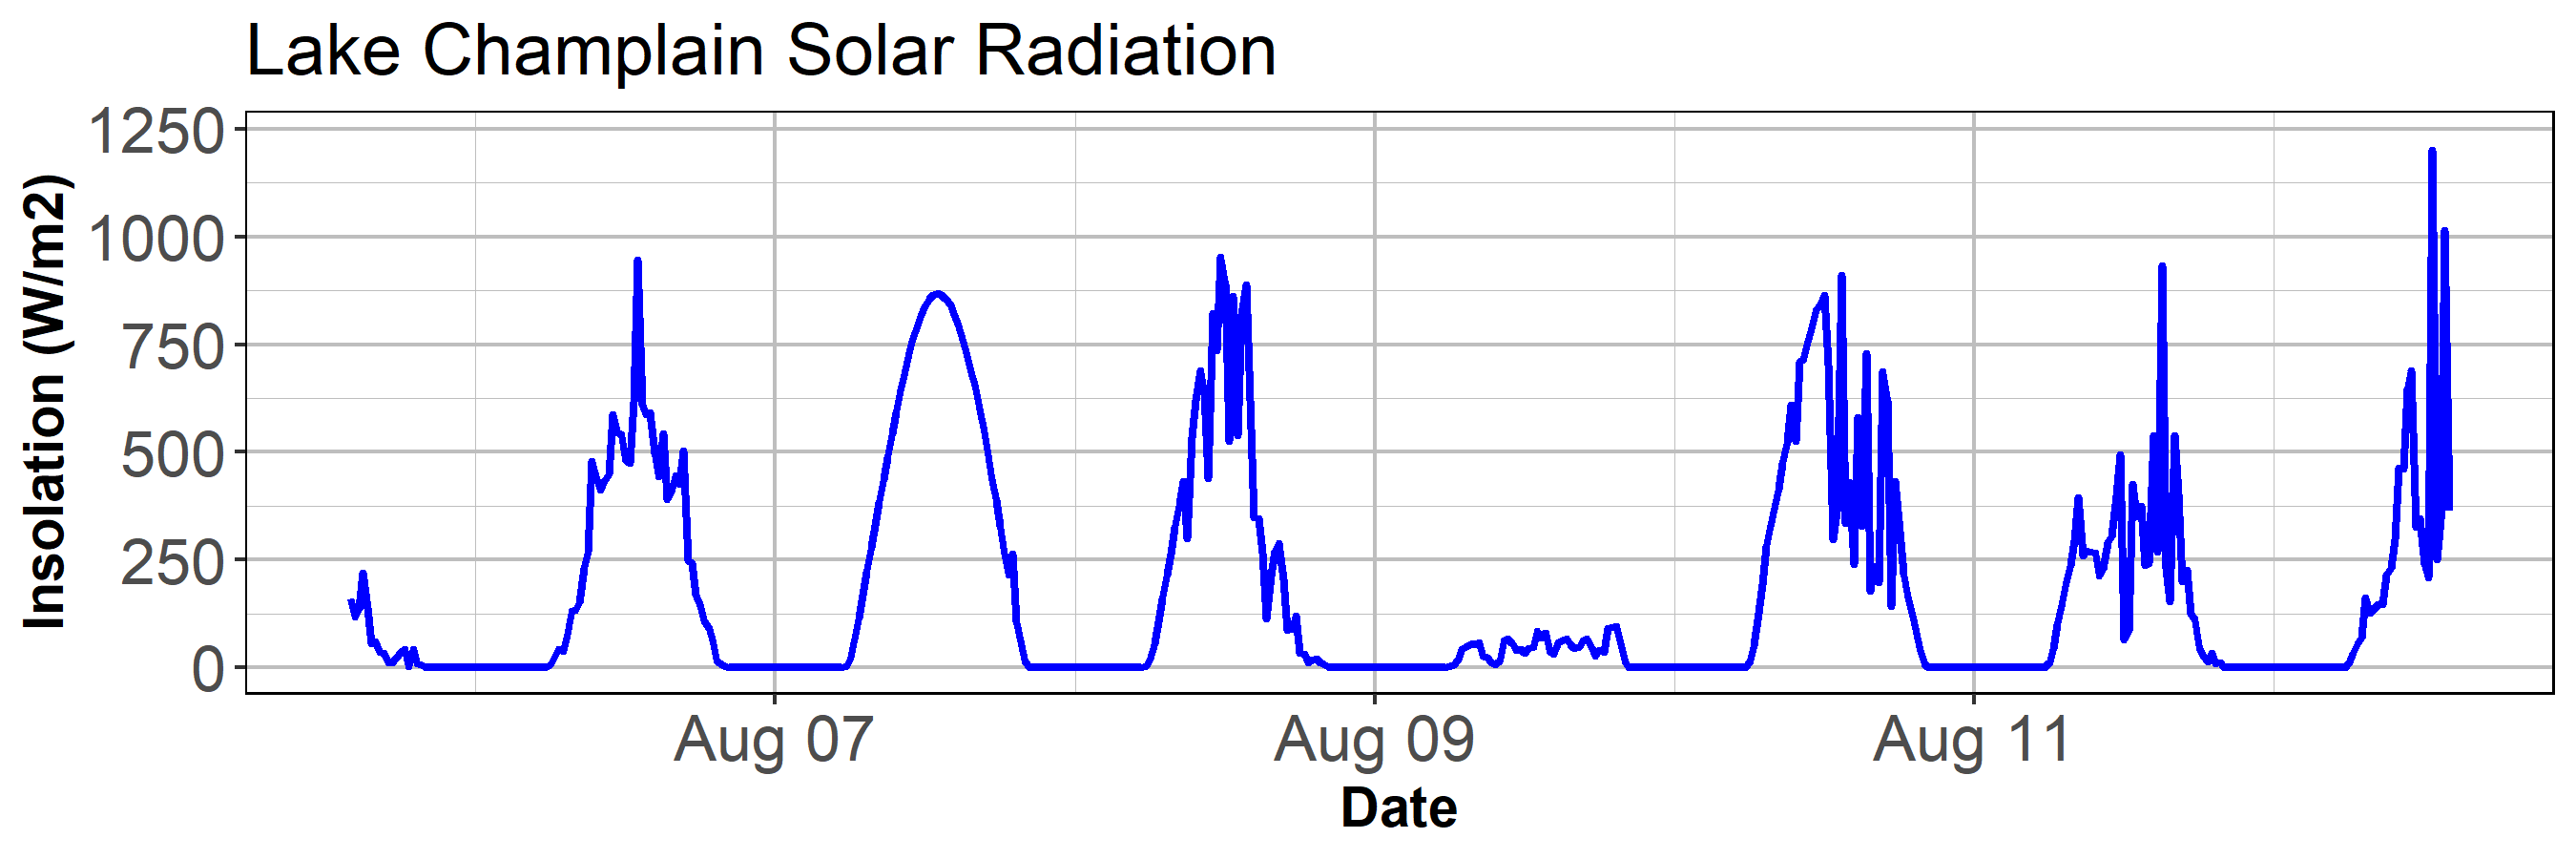 Lake Champlain Solar Radiation
Insolation (W/m2)
1250
1000
750
500
250
0
Aug 07 Aug 09 Aug 11
Date